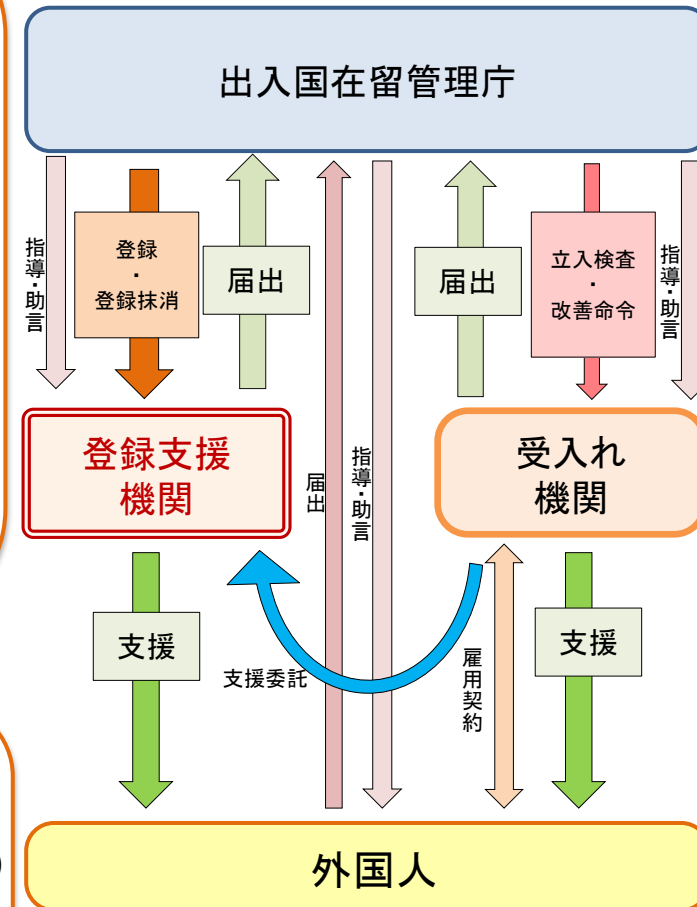 出入国在留管理庁
指導・助言
登録
・
登録抹消
届出
届出
立入検査
・
改善命令
指導・助言
登録支援
機関
届出
指導・助言
受入れ
機関
支援
支援委託
雇用契約
支援
外国人